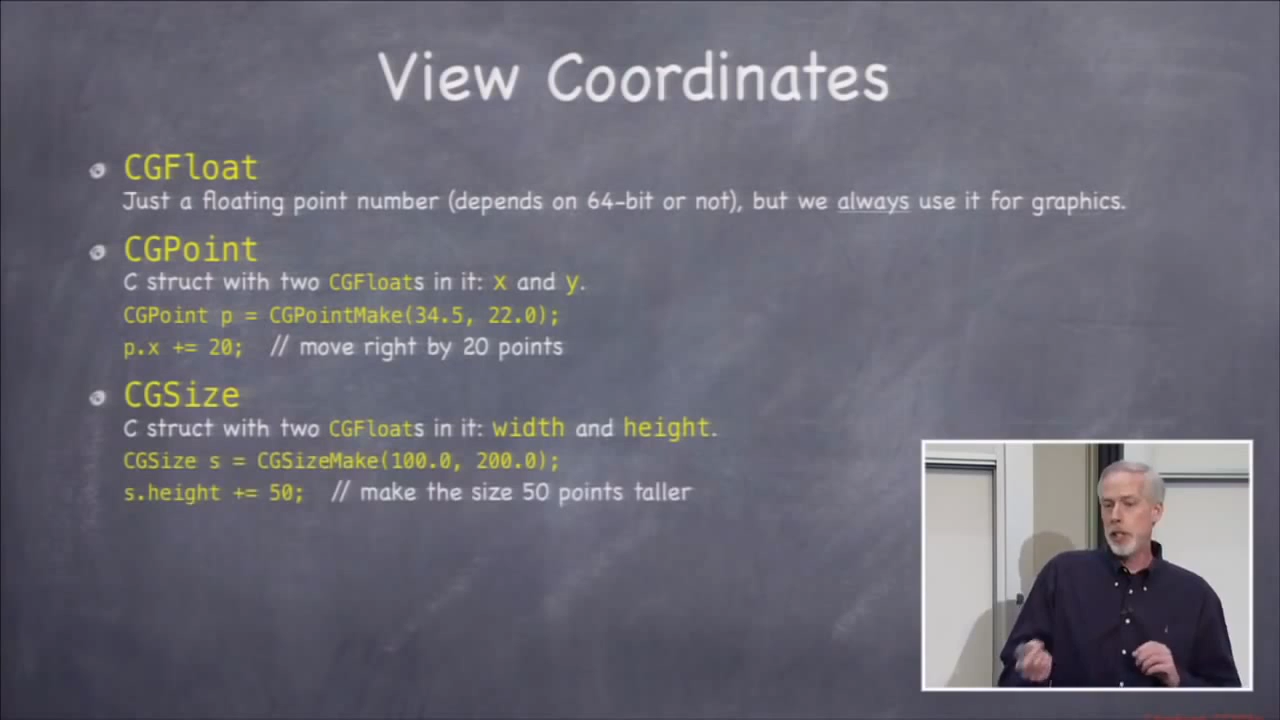 View Coordinates
CGFloat
Just a floating point number (depends on 64-bit or not), but we always use it for graphics.
CGPoint
C struct with two CGFloats in it: x and y.
CGPoint p = CGPointMake(34.5, 22.0);
p.x += 20; // move right by 20 points
CGSize
C struct with two CGFloats in it: width and height.
CGSize s = CGSizeMake(100.0, 200.0);
s.height += 50; // make the size 50 points taller